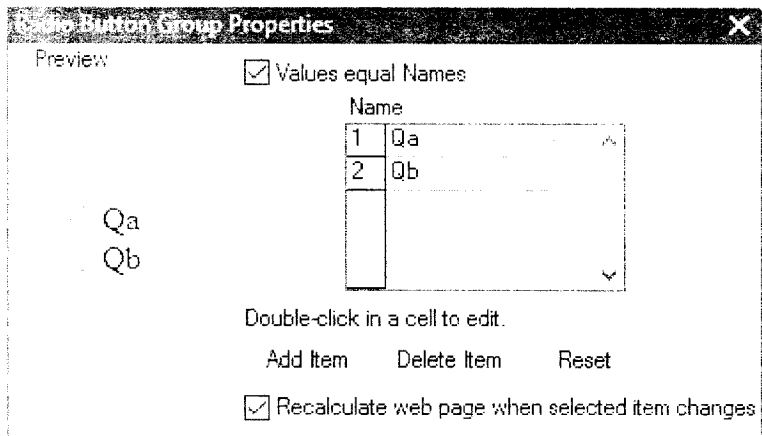 Radio Button Group Properties
Preview
Values equal Names
Name
1 Qa
2 Qb
Qa
Qb
Double-click in a cell to edit.
Add Item Delete Item Reset
Recalculate web page when selected item changes